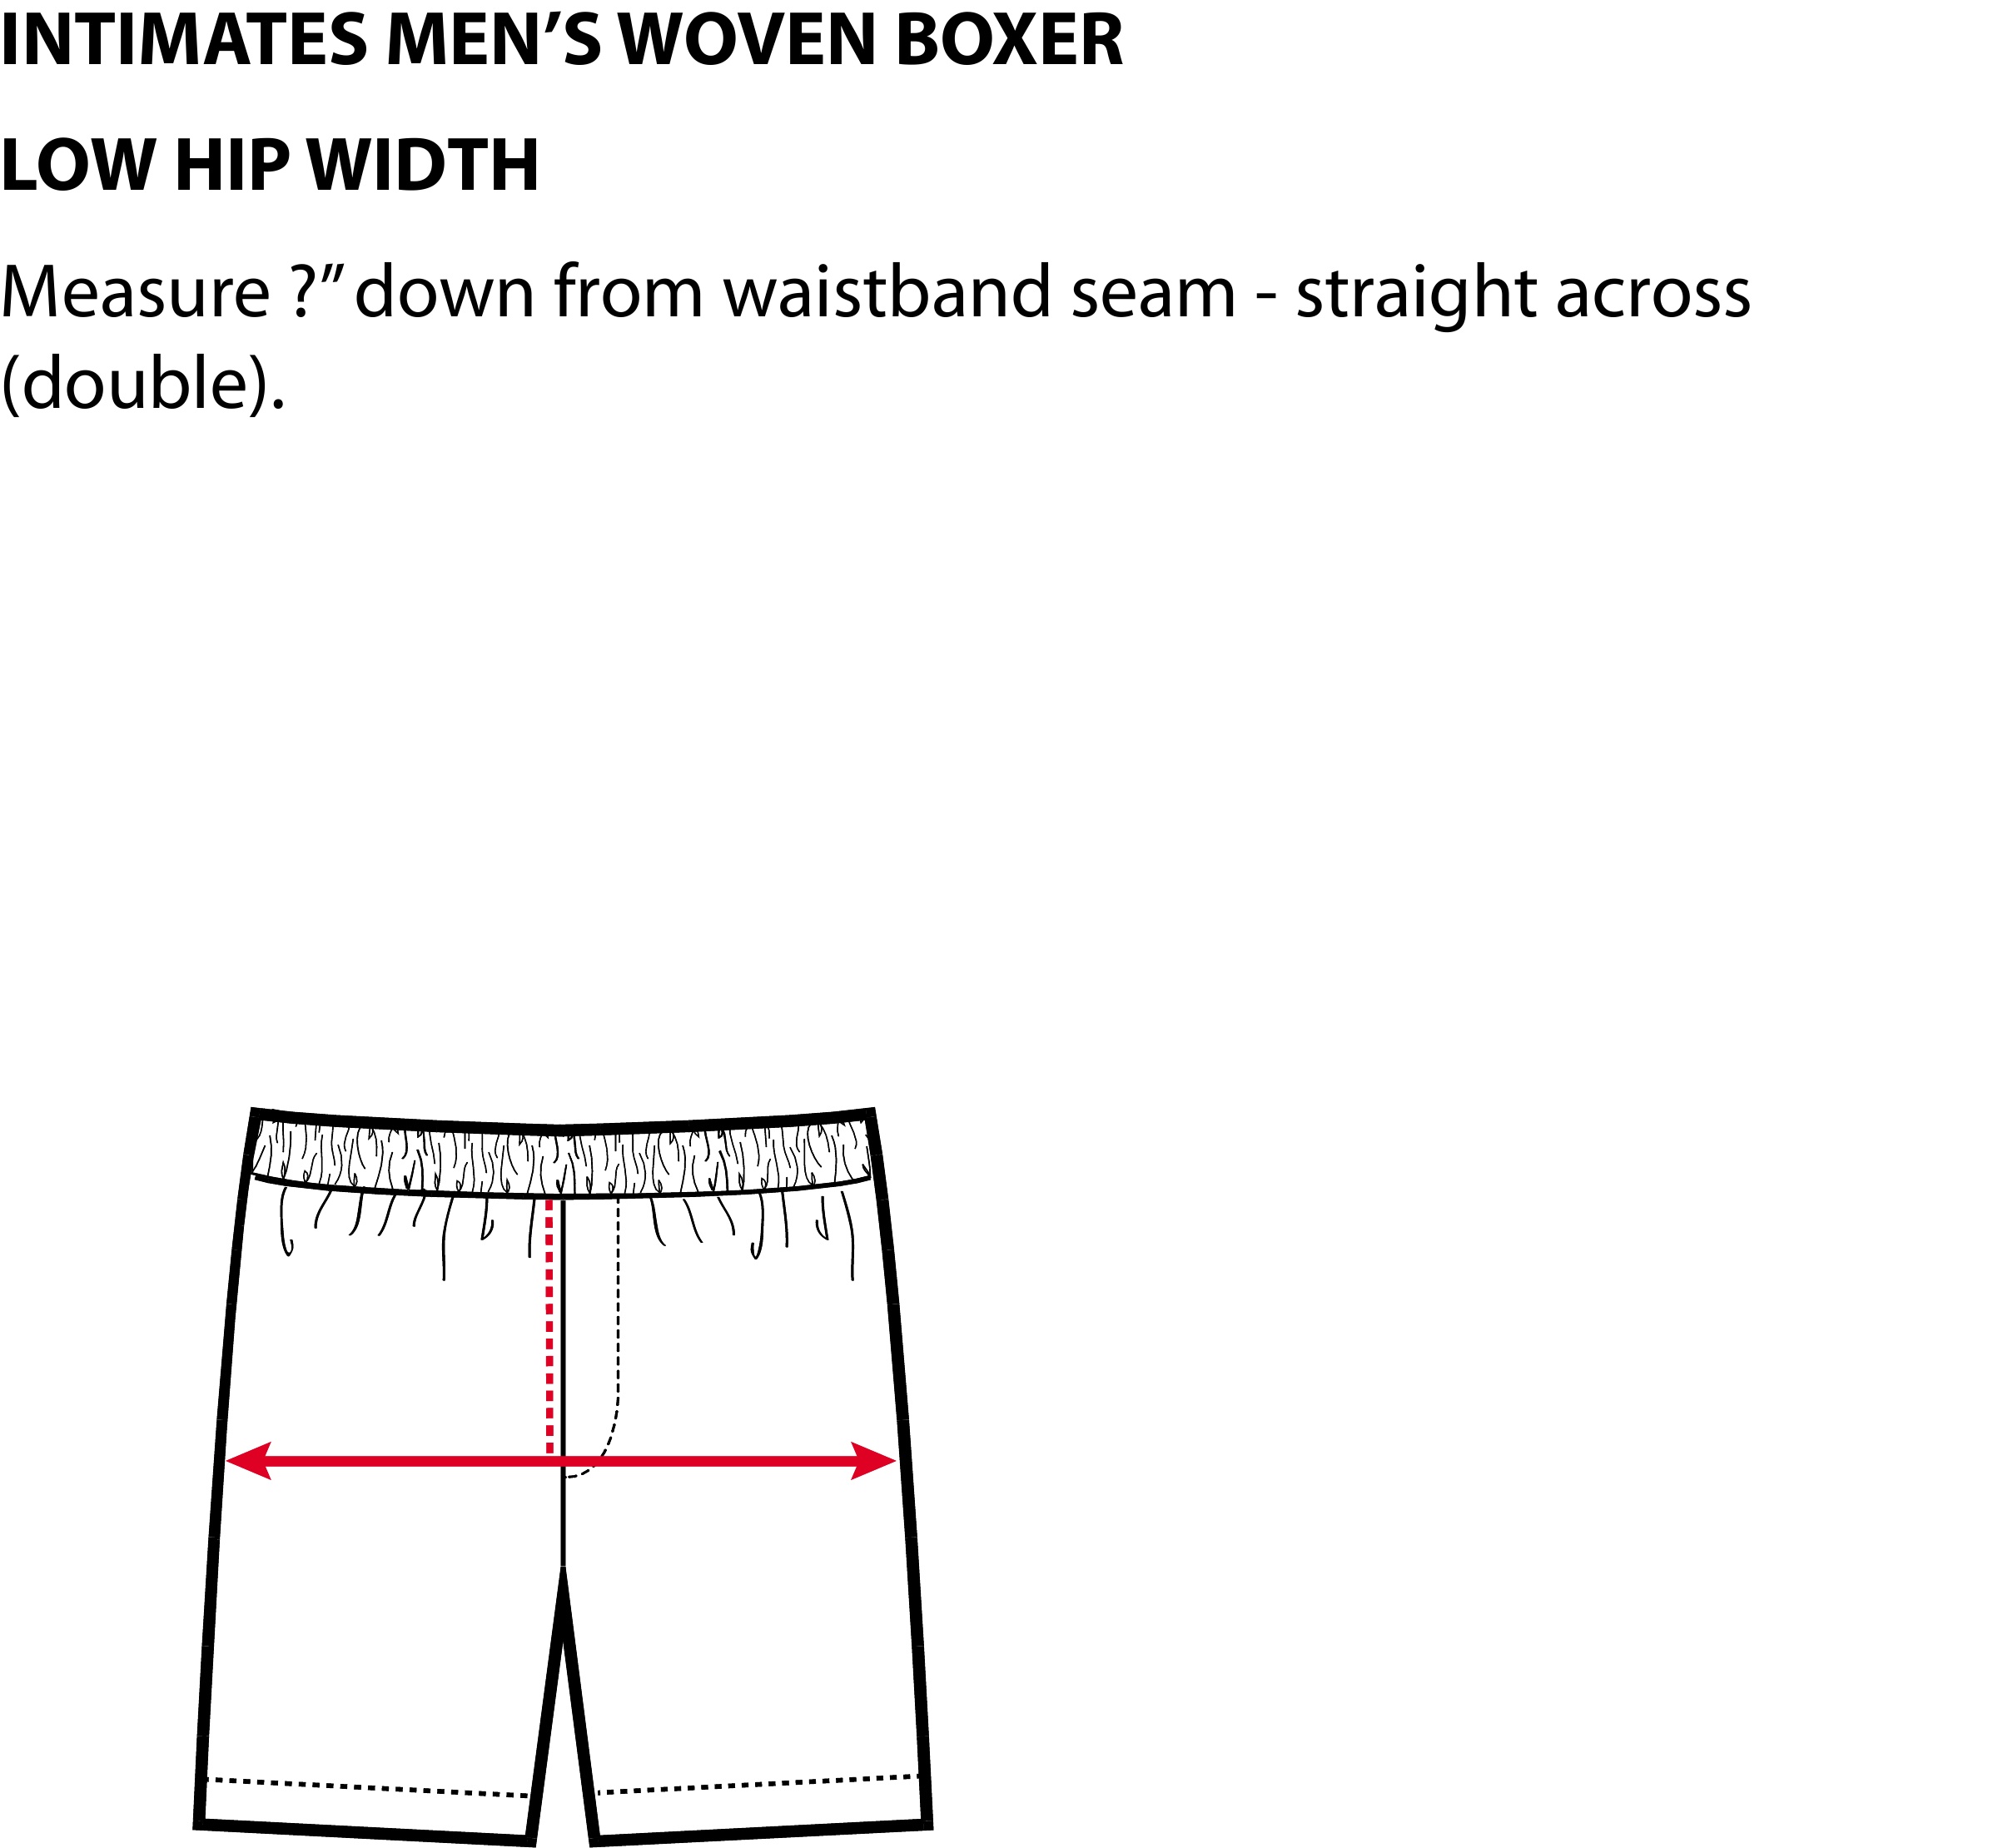 INTIMATES MEN’S WOVEN BOXER
LOW HIP WIDTH
Measure ?” down from waistband seam - straight across
(double).